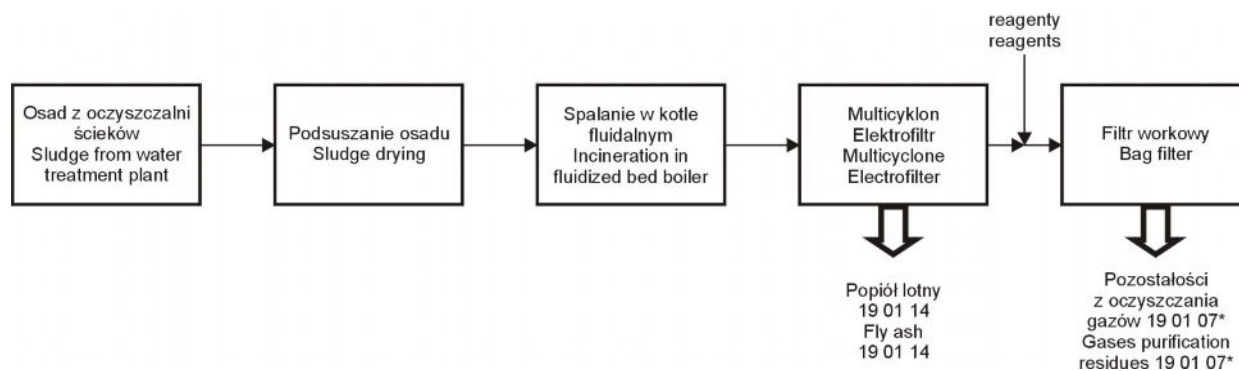 reagenty
reagents
Osad z oczyszczalni
ścieków
Sludge from water
treatment plant
Podsuszanie osadu
Sludge drying
Spalanie w kotle
fluidalnym
Incineration in
fluidized bed boiler
Multicyklon
Elektrofiltr
Multicyclone
Electrofilter
Filtr workowy
Bag filter
Popiół lotny
19 01 14
Fly ash
19 01 14
Pozostałości
z oczyszczania
gazów 19 01 07*
Gases purification
residues 19 01 07*